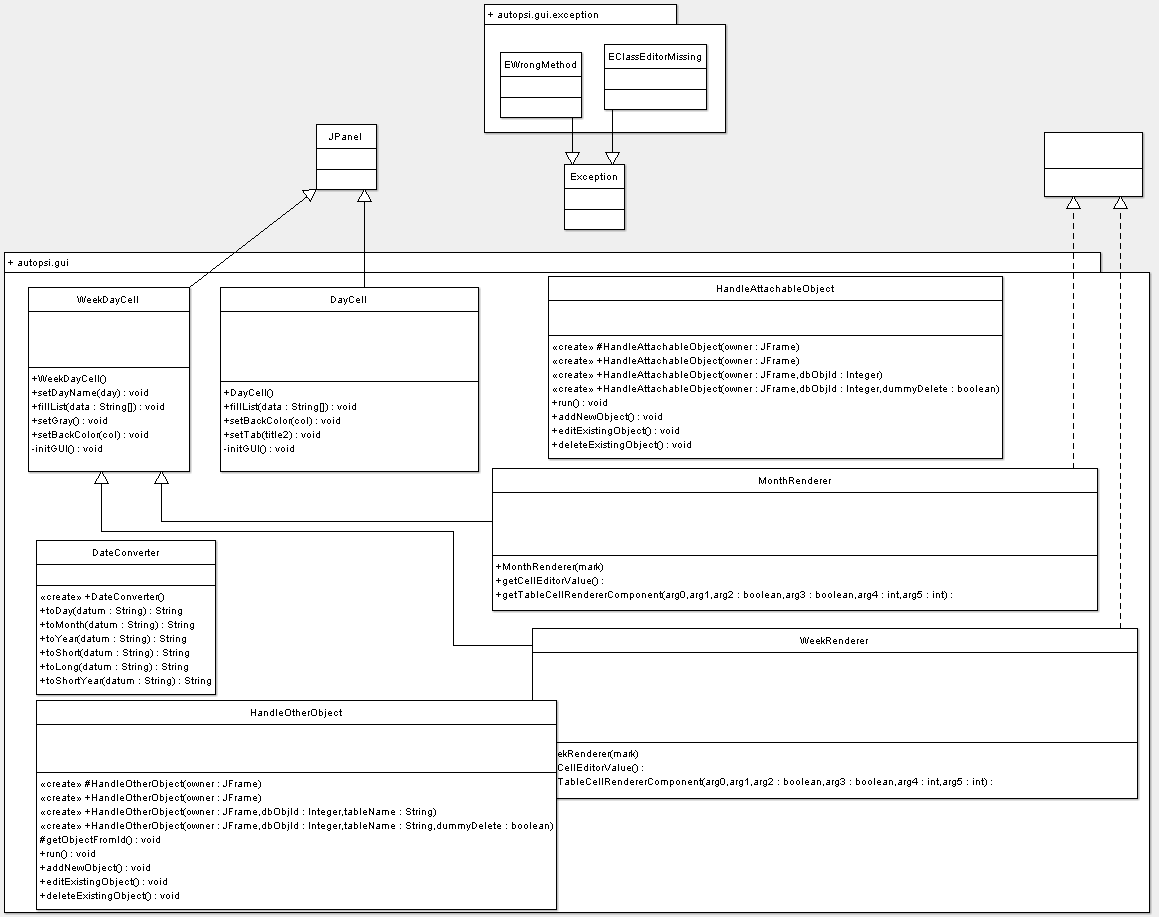 + autopsi.gui.exception
EWrongMethod
EClassEditorMissing
JPanel
Exception
+ autopsi.gui
WeekDayCell
+WeekDayCell()
+setDayName(day) : void
+fillList(data : String[]) : void
+setGray() : void
+setBackColor(col) : void
-initGUI() : void
DayCell
+DayCell()
+fillList(data : String[]) : void
+setBackColor(col) : void
+setTab(title2) : void
-initGUI() : void
HandleAttachableObject
«create» #HandleAttachableObject(owner : JFrame)
«create» +HandleAttachableObject(owner : JFrame)
«create» +HandleAttachableObject(owner : JFrame,dbObjId : Integer)
«create» +HandleAttachableObject(owner : JFrame,dbObjId : Integer,dummyDelete : boolean)
+run() : void
+addNewObject() : void
+editExistingObject() : void
+deleteExistingObject() : void
MonthRenderer
+MonthRenderer(mark)
+getCellEditorValue() :
+getTableCellRendererComponent(arg0,arg1,arg2 : boolean,arg3 : boolean,arg4 : int,arg5 : int) :
DateConverter
«create» +DateConverter()
+toDay(datum : String) : String
+toMonth(datum : String) : String
+toYear(datum : String) : String
+toShort(datum : String) : String
+toLong(datum : String) : String
+toShortYear(datum : String) : String
WeekRenderer
ekRenderer(mark)
CellEditorValue() :
TableCellRendererComponent(arg0,arg1,arg2 : boolean,arg3 : boolean,arg4 : int,arg5 : int) :
HandleOtherObject
«create» #HandleOtherObject(owner : JFrame)
«create» +HandleOtherObject(owner : JFrame)
«create» +HandleOtherObject(owner : JFrame,dbObjId : Integer,tableName : String)
«create» +HandleOtherObject(owner : JFrame,dbObjId : Integer,tableName : String,dummyDelete : boolean)
#getObjectFromId() : void
+run() : void
+addNewObject() : void
+editExistingObject() : void
+deleteExistingObject() : void